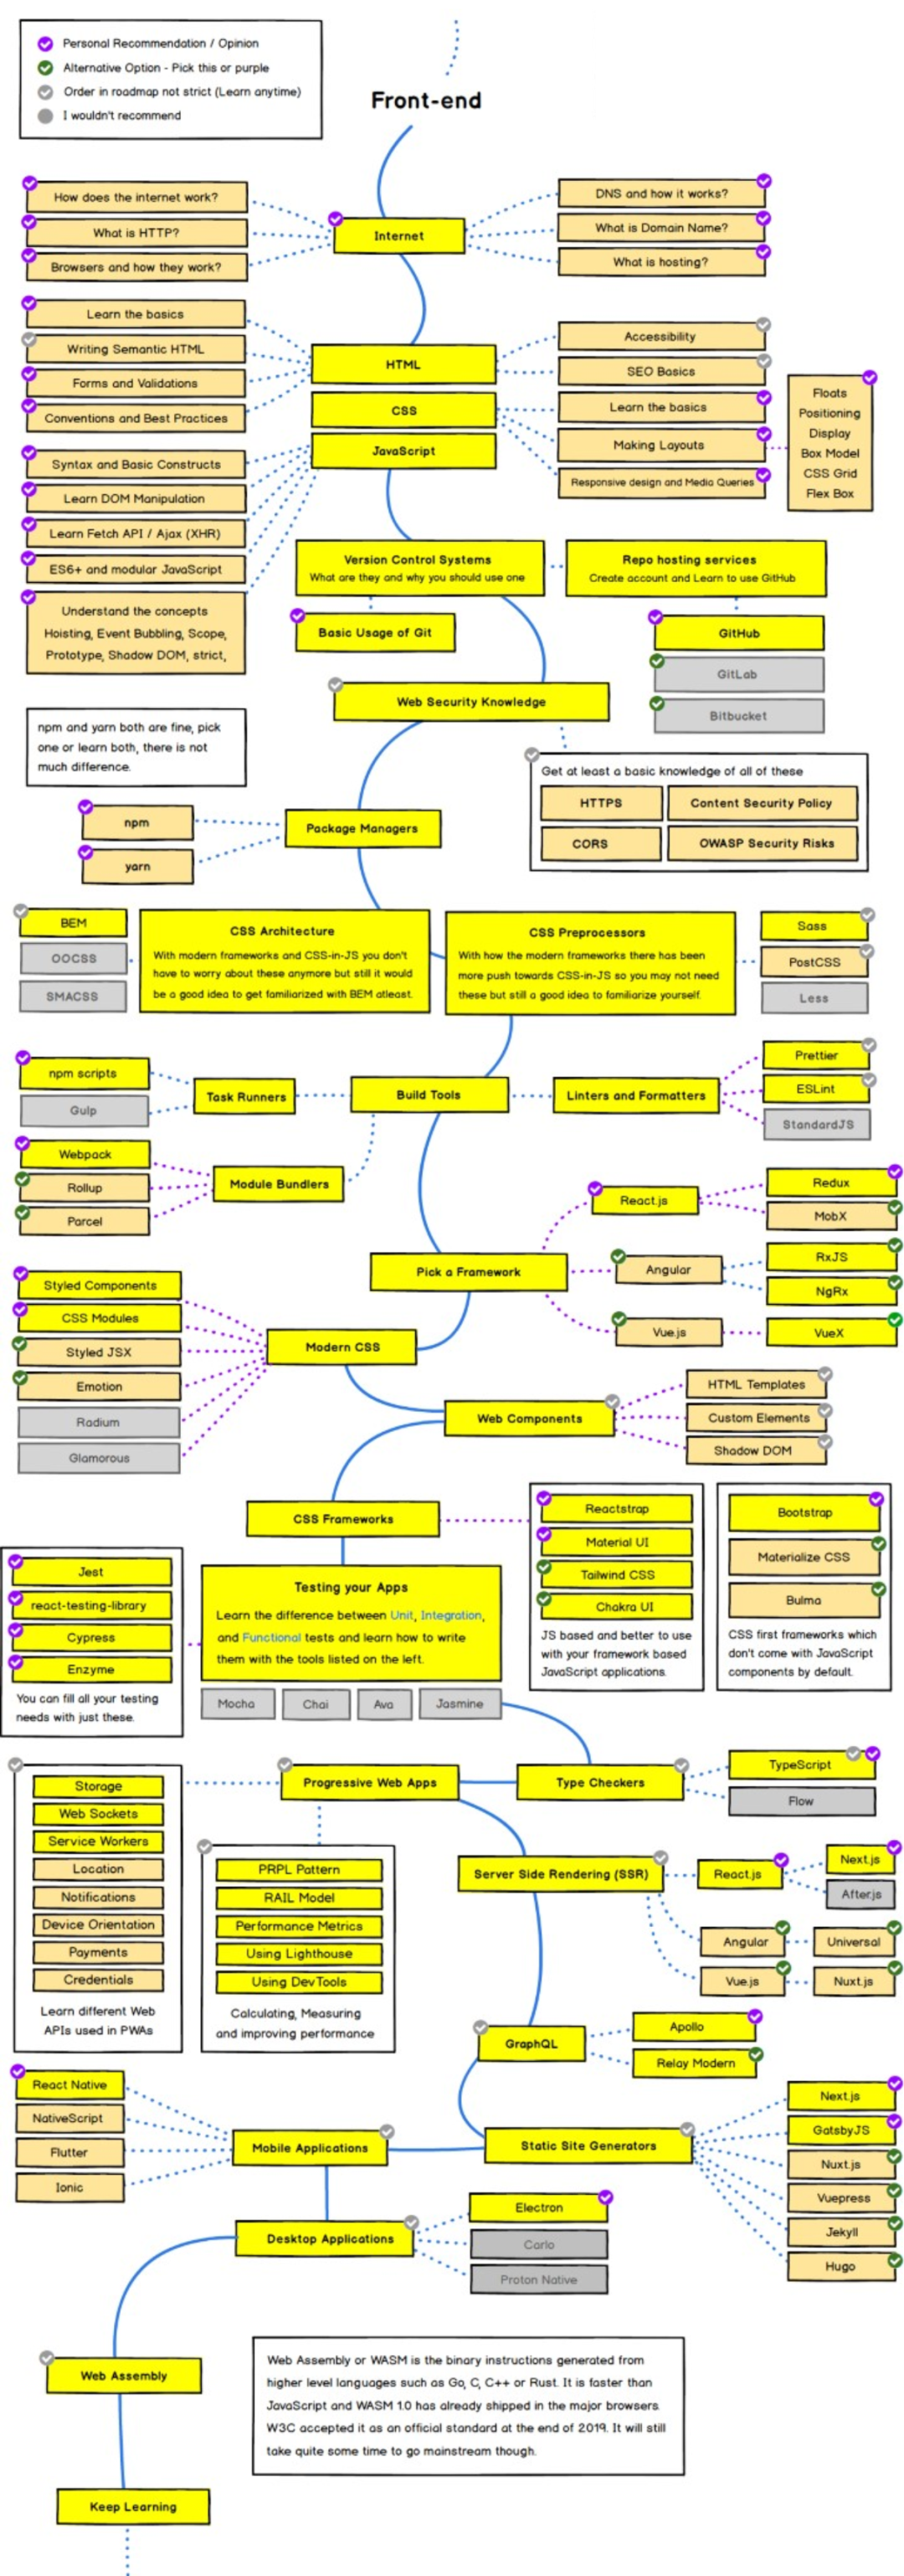 Personal Recommendation / Opinion
Alternative Option - Pick this or purple
Order in roadmap not strict (Learn anytime)
I wouldn't recommend
Front-end
How does the internet work?
What is HTTP?
Browsers and how they work?
Internet
DNS and how it works?
What is Domain Name?
What is hosting?
Learn the basics
Writing Semantic HTML
Forms and Validations
Conventions and Best Practices
HTML
CSS
JavaScript
Accessibility
SEO Basics
Learn the basics
Making Layouts
Responsive design and Media Queries
Floats
Positioning
Display
Box Model
CSS Grid
Flex Box
Syntax and Basic Constructs
Learn DOM Manipulation
Learn Fetch API / Ajax (XHR)
ES6+ and modular JavaScript
Understand the concepts
Hoisting, Event Bubbling, Scope,
Prototype, Shadow DOM, strict,
Version Control Systems
What are they and why you should use one
Basic Usage of Git
Repo hosting services
Create account and Learn to use GitHub
GitHub
GitLab
Bitbucket
Web Security Knowledge
Get at least a basic knowledge of all of these
HTTPS
Content Security Policy
CORS
OWASP Security Risks
npm and yarn both are fine, pick
one or learn both, there is not
much difference.
npm
yarn
Package Managers
BEM
OOCSS
SMACSS
CSS Architecture
With modern frameworks and CSS-in-JS you don't
have to worry about these anymore but still it would
be a good idea to get familiarized with BEM atleast.
CSS Preprocessors
With how the modern frameworks there has been
more push towards CSS-in-JS so you may not need
these but still a good idea to familiarize yourself.
Sass
PostCSS
Less
npm scripts
Gulp
Task Runners
Build Tools
Linters and Formatters
Prettier
ESLint
StandardJS
Webpack
Rollup
Parcel
Module Bundlers
Pick a Framework
React.js
Redux
MobX
Angular
RxJS
NgRx
Vue.js
VueX
Styled Components
CSS Modules
Styled JSX
Emotion
Radium
Glamorous
Modern CSS
Web Components
HTML Templates
Custom Elements
Shadow DOM
CSS Frameworks
Reactstrap
Material UI
Tailwind CSS
Chakra UI
JS based and better to use
with your framework based
JavaScript applications.
Bootstrap
Materialize CSS
Bulma
CSS first frameworks which
don't come with JavaScript
components by default.
Jest
react-testing-library
Cypress
Enzyme
You can fill all your testing
needs with just these.
Testing your Apps
Learn the difference between Unit, Integration,
and Functional tests and learn how to write
them with the tools listed on the left.
Mocha
Chai
Ava
Jasmine
Progressive Web Apps
Type Checkers
TypeScript
Flow
Storage
Web Sockets
Service Workers
Location
Notifications
Device Orientation
Payments
Credentials
Learn different Web
APIs used in PWAs
PRPL Pattern
RAIL Model
Performance Metrics
Using Lighthouse
Using DevTools
Calculating, Measuring
and improving performance
Server Side Rendering (SSR)
React.js
Next.js
After.js
Angular
Universal
Vue.js
Nuxt.js
GraphQL
Apollo
Relay Modern
React Native
NativeScript
Flutter
Ionic
Mobile Applications
Static Site Generators
Next.js
GatsbyJS
Nuxt.js
Vuepress
Jekyll
Hugo
Desktop Applications
Electron
Carlo
Proton Native
Web Assembly
Web Assembly or WASM is the binary instructions generated from
higher level languages such as Go, C, C++ or Rust. It is faster than
JavaScript and WASM 1.0 has already shipped in the major browsers.
W3C accepted it as an official standard at the end of 2019. It will still
take quite some time to go mainstream though.
Keep Learning